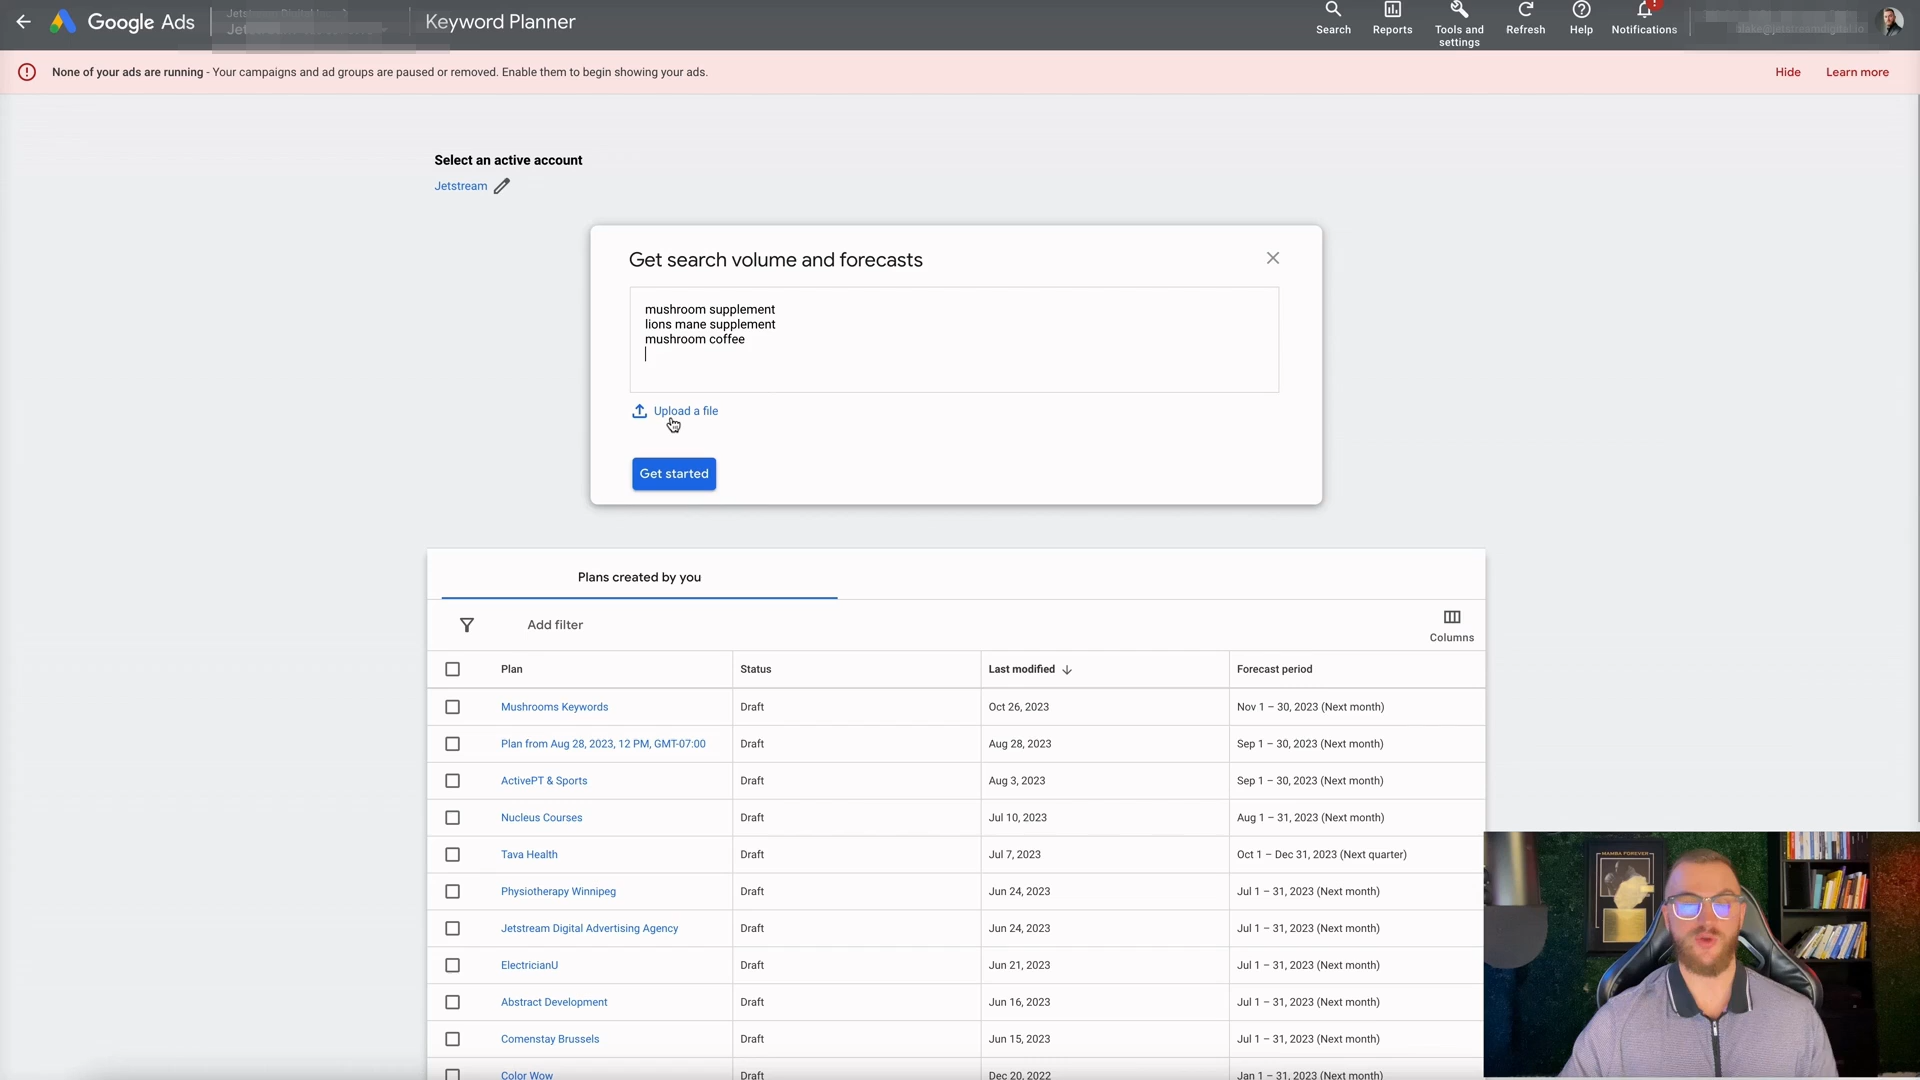 Google Ads
Keyword Planner
Search
Reports
Tools and
settings
Refresh
Help
Notifications
None of your ads are running - Your campaigns and ad groups are paused or removed. Enable them to begin showing your ads.
Hide
Learn more
Select an active account
Jetstream
Get search volume and forecasts
mushroom supplement
lions mane supplement
mushroom coffee
Upload a file
Get started
Plans created by you
Add filter
Columns
Plan Status Last modified Forecast period
Mushrooms Keywords Draft Oct 26, 2023 Nov 1 – 30, 2023 (Next month)
Plan from Aug 28, 2023, 12 PM, GMT-07:00 Draft Aug 28, 2023 Sep 1 – 30, 2023 (Next month)
ActivePT & Sports Draft Aug 3, 2023 Sep 1 – 30, 2023 (Next month)
Nucleus Courses Draft Jul 10, 2023 Aug 1 – 31, 2023 (Next month)
Tava Health Draft Jul 7, 2023 Oct 1 – Dec 31, 2023 (Next quarter)
Physiotherapy Winnipeg Draft Jun 24, 2023 Jul 1 – 31, 2023 (Next month)
Jetstream Digital Advertising Agency Draft Jun 24, 2023 Jul 1 – 31, 2023 (Next month)
ElectricianU Draft Jun 21, 2023 Jul 1 – 31, 2023 (Next month)
Abstract Development Draft Jun 16, 2023 Jul 1 – 31, 2023 (Next month)
Comenstay Brussels Draft Jun 15, 2023 Jul 1 – 31, 2023 (Next month)
Color Wow Draft Dec 20, 2022 Jan 1 – 31, 2023 (Next month)
MAMBA FOREVER